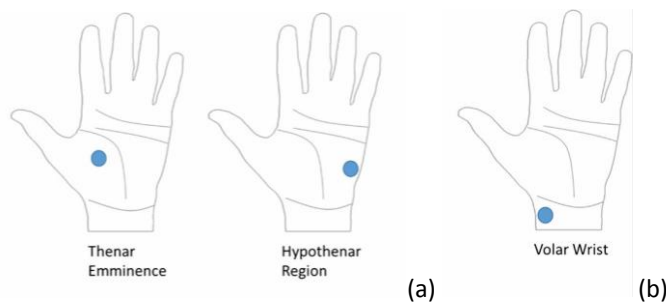 Thenar
Emminence
Hypothenar
Region
(a)
Volar Wrist
(b)